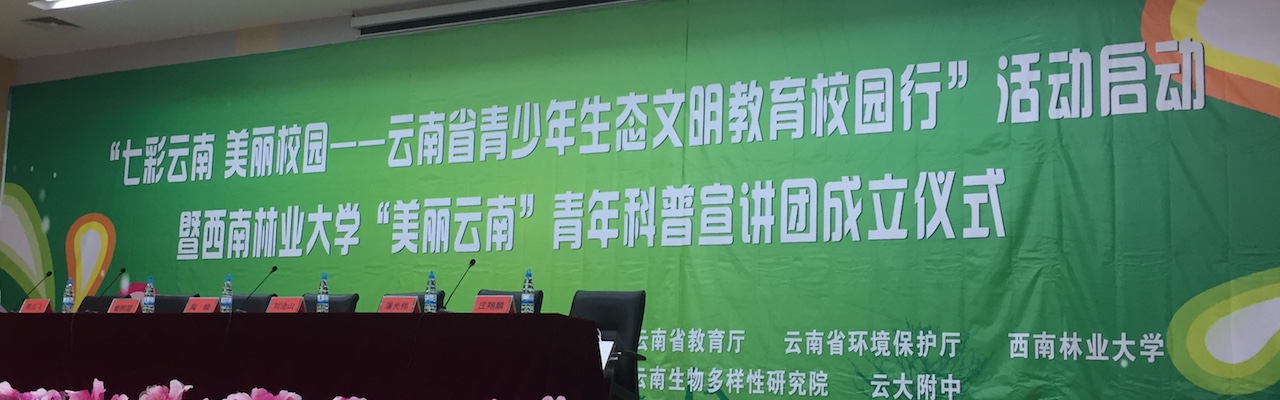 “七彩云南 美丽校园——云南省青少年生态文明教育校园行”活动启动
暨西南林业大学“美丽云南”青年科普宣讲团成立仪式
云南省教育厅 云南省环境保护厅 西南林业大学
云南生物多样性研究院 云大附中